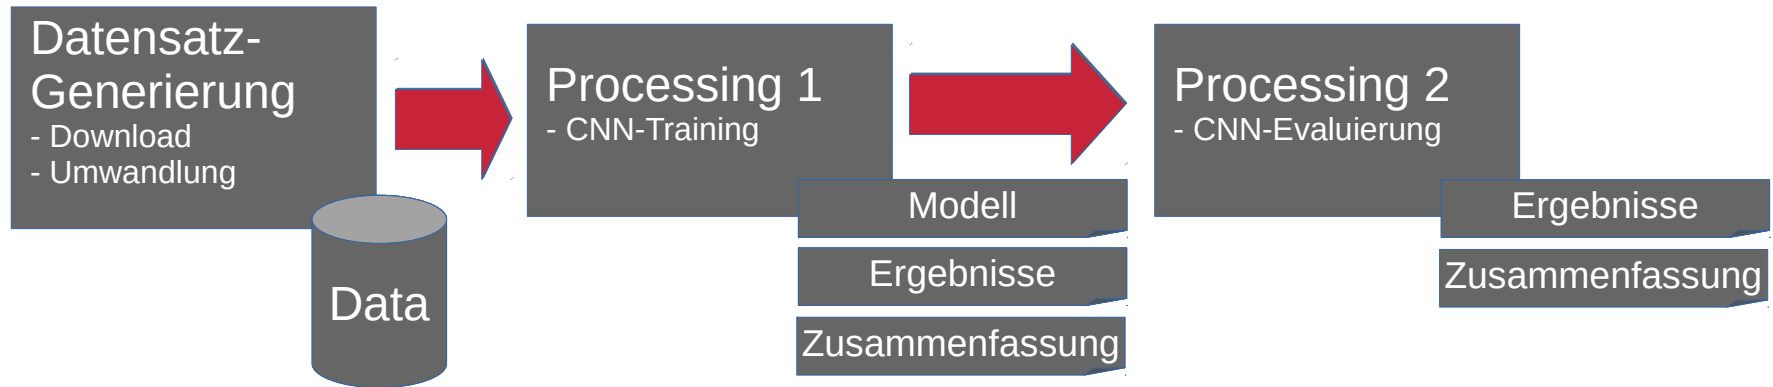 Datensatz-
Generierung
- Download
- Umwandlung
Data
Processing 1
- CNN-Training
Modell
Ergebnisse
Zusammenfassung
Processing 2
- CNN-Evaluierung
Ergebnisse
Zusammenfassung